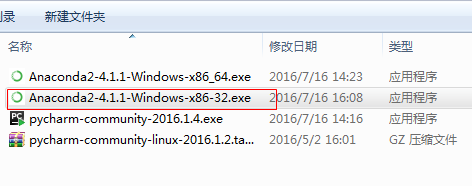 刻录 新建文件夹
名称 修改日期 类型
Anaconda2-4.1.1-Windows-x86_64.exe 2016/7/16 14:23 应用程序
Anaconda2-4.1.1-Windows-x86-32.exe 2016/7/16 16:08 应用程序
pycharm-community-2016.1.4.exe 2016/7/16 14:16 应用程序
pycharm-community-linux-2016.1.2.ta... 2016/5/2 16:01 GZ 压缩文件